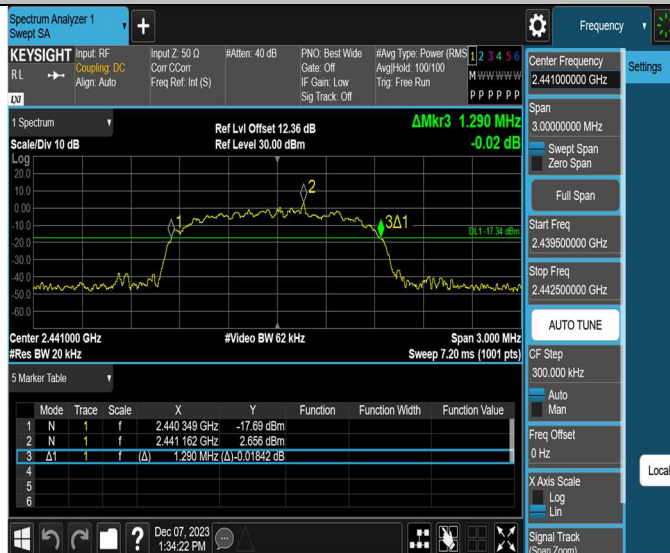 Spectrum Analyzer 1
Swept SA
Frequency
KEYSIGHT
RL
LXI
Input: RF
Coupling: DC
Align: Auto
Input Z: 50 Ω
Corr CCorr
Freq Ref: Int (S)
#Atten: 40 dB
PNO: Best Wide
Gate: Off
IF Gain: Low
Sig Track: Off
#Avg Type: Power (RMS
Avg|Hold: 100/100
Trig: Free Run
1 2 3 4 5 6
M W W W W W
P P P P P P
Settings
1 Spectrum
Scale/Div 10 dB
Ref Lvl Offset 12.36 dB
Ref Level 30.00 dBm
ΔMkr3 1.290 MHz
-0.02 dB
Log
20.0
10.0
0.00
-10.0
-20.0
-30.0
-40.0
-50.0
-60.0
1
2
3Δ1
DL1 -17.34 dBm
Center 2.441000 GHz
#Video BW 62 kHz
Span 3.000 MHz
#Res BW 20 kHz
Sweep 7.20 ms (1001 pts)
5 Marker Table
Mode Trace Scale X Y Function Function Width Function Value
1 N 1 f 2.440 349 GHz -17.69 dBm
2 N 1 f 2.441 162 GHz 2.656 dBm
3 Δ1 1 f (Δ) 1.290 MHz (Δ) -0.01842 dB
4
5
6
Center Frequency
2.441000000 GHz
Span
3.00000000 MHz
Swept Span
Zero Span
Full Span
Start Freq
2.439500000 GHz
Stop Freq
2.442500000 GHz
AUTO TUNE
CF Step
300.000 kHz
Auto
Man
Freq Offset
0 Hz
X Axis Scale
Log
Lin
Signal Track
(Span Zoom)
Local
?
Dec 07, 2023
1:34:22 PM